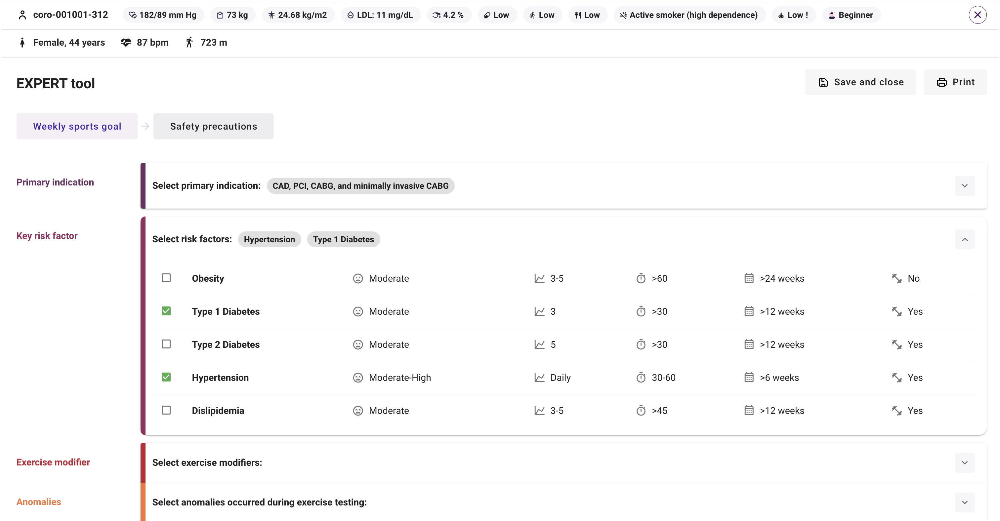 coro-001001-312 182/89 mm Hg 73 kg 24.68 kg/m2 LDL: 11 mg/dL 4.2 % Low Low Low Active smoker (high dependence) Low ! Beginner
Female, 44 years 87 bpm 723 m
EXPERT tool
Save and close Print
Weekly sports goal Safety precautions
Primary indication
Select primary indication: CAD, PCI, CABG, and minimally invasive CABG
Key risk factor
Select risk factors: Hypertension Type 1 Diabetes
Obesity Moderate 3-5 >60 >24 weeks No
Type 1 Diabetes Moderate 3 >30 >12 weeks Yes
Type 2 Diabetes Moderate 5 >30 >12 weeks Yes
Hypertension Moderate-High Daily 30-60 >6 weeks Yes
Dislipidemia Moderate 3-5 >45 >12 weeks Yes
Exercise modifier
Select exercise modifiers:
Anomalies
Select anomalies occurred during exercise testing: